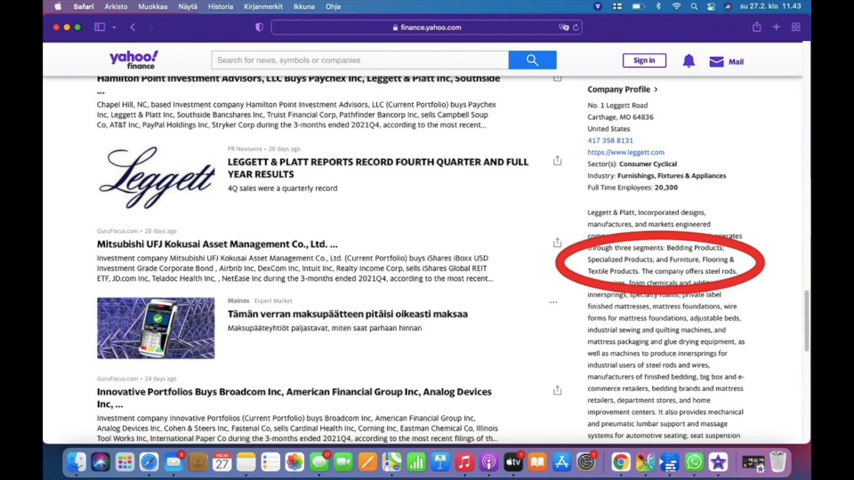 Safari Arkisto Muokkaa Näytä Historia Kirjanmerkit Ikkuna Ohje
su 27.2. klo 11.43
finance.yahoo.com
yahoo!
finance
Search for news, symbols or companies
Sign in
Mail
Hamilton Point Investment Advisors, LLC Buys Paychex Inc, Leggett & Platt Inc, Southside
...
Chapel Hill, NC, based Investment company Hamilton Point Investment Advisors, LLC (Current Portfolio) buys Paychex
Inc, Leggett & Platt Inc, Southside Bancshares Inc, Truist Financial Corp, Pathfinder Bancorp Inc, sells Campbell Soup
Co, AT&T Inc, PayPal Holdings Inc, Stryker Corp during the 3-months ended 2021Q4, according to the most recent...
Leggett
PR Newswire • 20 days ago
LEGGETT & PLATT REPORTS RECORD FOURTH QUARTER AND FULL
YEAR RESULTS
4Q sales were a quarterly record
GuruFocus.com • 20 days ago
Mitsubishi UFJ Kokusai Asset Management Co., Ltd. ...
Investment company Mitsubishi UFJ Kokusai Asset Management Co., Ltd. (Current Portfolio) buys iShares iBoxx USD
Investment Grade Corporat , Airbnb Inc, DexCom Inc, Intuit Inc, Realty Income Corp, sells iShares Global REIT
ETF, JD.com Inc, Teladoc Health Inc, , NextEra Energy Inc during the 3-months ended 2021Q4, according to the most recent...
Mainos Expert Market
Tämän verran maksupäätteen pitäisi oikeasti maksaa
Maksupäateyhtiöt paljastavat, miten saat parhaan hinnan
GuruFocus.com • 24 days ago
Innovative Portfolios Buys Broadcom Inc, American Financial Group Inc, Analog Devices
Inc, ...
Investment company Innovative Portfolios (Current Portfolio) buys Broadcom Inc, American Financial Group Inc,
Analog Devices Inc, Cohen & Steers Inc, Fastenal Co, sells Cardinal Health Inc, Corning Inc, Eastman Chemical Co, Illinois
Tool Works Inc, International Paper Co during the 3-months ended 2021Q4, according to the most recent filings of th...
Company Profile
No. 1 Leggett Road
Carthage, MO 64836
United States
417 358 8131
https://www.leggett.com
Sector(s): Consumer Cyclical
Industry: Furnishings, Fixtures & Appliances
Full Time Employees: 20,300
Leggett & Platt, Incorporated designs,
manufactures, and markets engineered
operates
through three segments: Bedding Products;
Specialized Products; and Furniture, Flooring &
Textile Products. The company offers steel rods,
foam chemicals and
innersprings, specialty foams, private label
finished mattresses, mattress foundations, wire
forms for mattress foundations, adjustable beds,
industrial sewing and quilting machines, and
mattress packaging and glue drying equipment, as
well as machines to produce innersprings for
industrial users of steel rods and wires,
manufacturers of finished bedding, big box and e-
commerce retailers, bedding brands and mattress
retailers, department stores, and home
improvement centers. It also provides mechanical
and pneumatic lumbar support and massage
systems for automotive seating; seat suspension
27
tv